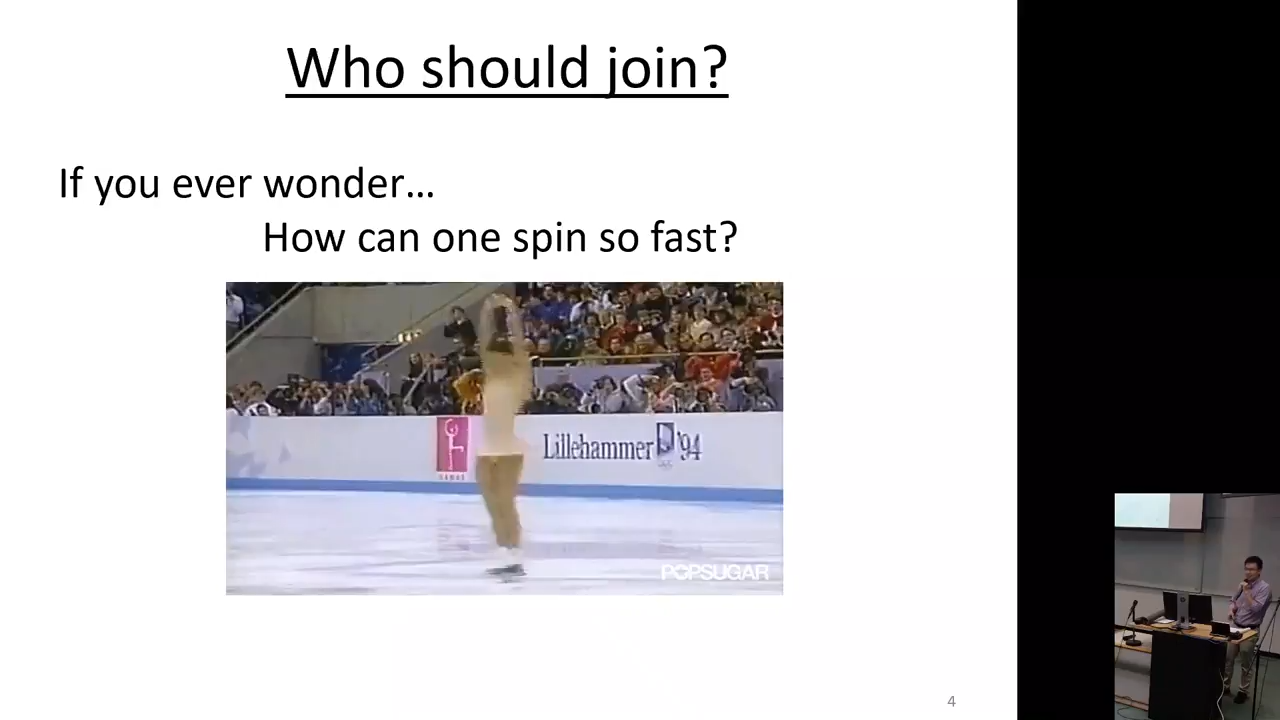 Who should join?
If you ever wonder...
How can one spin so fast?
Lillehammer '94
POPSUGAR
4